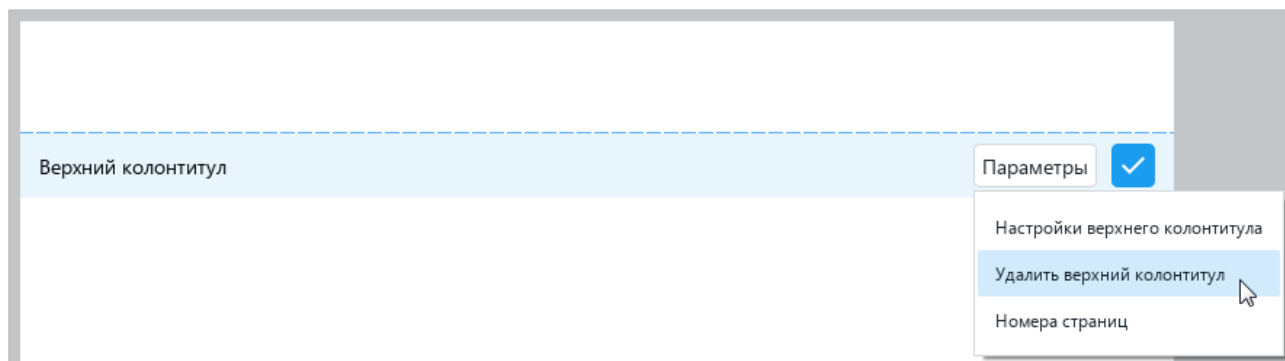 Верхний колонтитул
Параметры
Настройки верхнего колонтитула
Удалить верхний колонтитул
Номера страниц